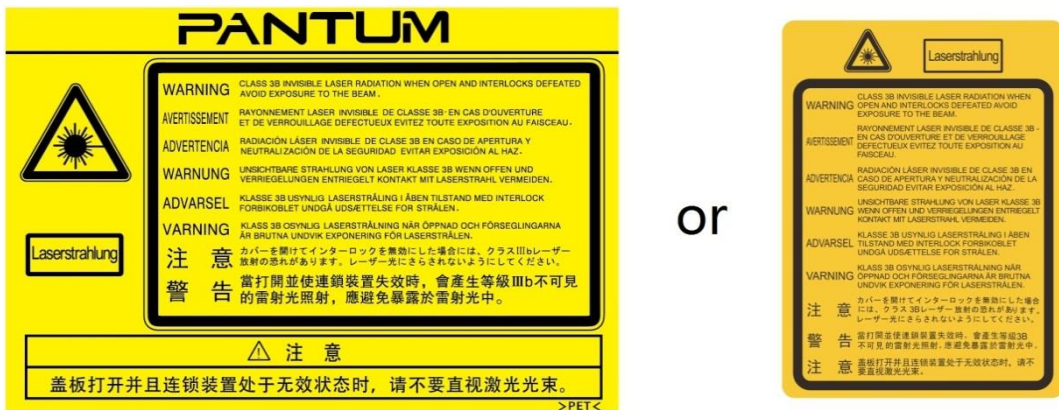 PANTUM
WARNING CLASS 3B INVISIBLE LASER RADIATION WHEN OPEN AND INTERLOCKS DEFEATED
AVOID EXPOSURE TO THE BEAM.
AVERTISSEMENT RAYONNEMENT LASER INVISIBLE DE CLASSE 3B-EN CAS D'OUVERTURE
ET DE VERROUILLAGE DEFECTUEUX EVITEZ TOUTE EXPOSITION AU FAISCEAU.
ADVERTENCIA RADIACIÓN LÁSER INVISIBLE DE CLASE 3B EN CASO DE APERTURA Y
NEUTRALIZACIÓN DE LA SEGURIDAD EVITAR EXPOSICIÓN AL HAZ.
WARNUNG UNSICHTBARE STRAHLUNG VON LASER KLASSE 3B WENN OFFEN UND
VERRIEGELUNGEN ENTRIEGELT KONTAKT MIT LASERSTRAHL VERMEIDEN.
ADVARSEL KLASSE 3B USYNLIG LASERSTRÅLING I ÅBEN TILSTAND MED INTERLOCK
FORBIKOBLET UNDGÅ UDSÆTTELSE FOR STRÅLEN.
VARNING KLASS 3B OSYNLIG LASERSTRÅLNING NÄR ÖPPNAD OCH FÖRSEGLINGARNA
ÄR BRUTNA UNDVIK EXPONERING FÖR LASERSTRÅLEN.
注 意 カバーを開けてインターロックを無効にした場合には、クラスⅢbレーザー
放射の恐れがあります。レーザー光にさらされないようにしてください。
警 告 當打開並使連鎖裝置失效時，會產生等級Ⅲb不可見
的雷射光照射，應避免暴露於雷射光中。
Laserstrahlung
⚠ 注 意
盖板打开并且连锁装置处于无效状态时，请不要直视激光光束。
>PET<
or
Laserstrahlung
WARNING CLASS 3B INVISIBLE LASER RADIATION WHEN
OPEN AND INTERLOCKS DEFEATED AVOID
EXPOSURE TO THE BEAM.
AVERTISSEMENT RAYONNEMENT LASER INVISIBLE DE CLASSE 3B -
EN CAS D'OUVERTURE ET DE VERROUILLAGE
DEFECTUEUX EVITEZ TOUTE EXPOSITION AU
FAISCEAU.
ADVERTENCIA RADIACIÓN LÁSER INVISIBLE DE CLASE 3B EN
CASO DE APERTURA Y NEUTRALIZACIÓN DE LA
SEGURIDAD EVITAR EXPOSICIÓN AL HAZ.
WARNUNG UNSICHTBARE STRAHLUNG VON LASER KLASSE 3B
WENN OFFEN UND VERRIEGELUNGEN ENTRIEGELT
KONTAKT MIT LASERSTRAHL VERMEIDEN.
ADVARSEL KLASSE 3B USYNLIG LASERSTRÅLING I ÅBEN
TILSTAND MED INTERLOCK FORBIKOBLET
UNDGÅ UDSÆTTELSE FOR STRÅLEN.
VARNING KLASS 3B OSYNLIG LASERSTRÅLNING NÄR
ÖPPNAD OCH FÖRSEGLINGARNA ÄR BRUTNA
UNDVIK EXPONERING FÖR LASERSTRÅLEN.
注 意 カバーを開けてインターロックを無効にした場合
には、クラス3Bレーザー放射の恐れがあります。
レーザー光にさらされないようにしてください。
警 告 當打開並使連鎖裝置失效時，會產生等級3B
不可見的雷射光照射，應避免暴露於雷射光中。
注 意 盖板打开并且连锁装置处于无效状态时，请不
要直视激光光束。